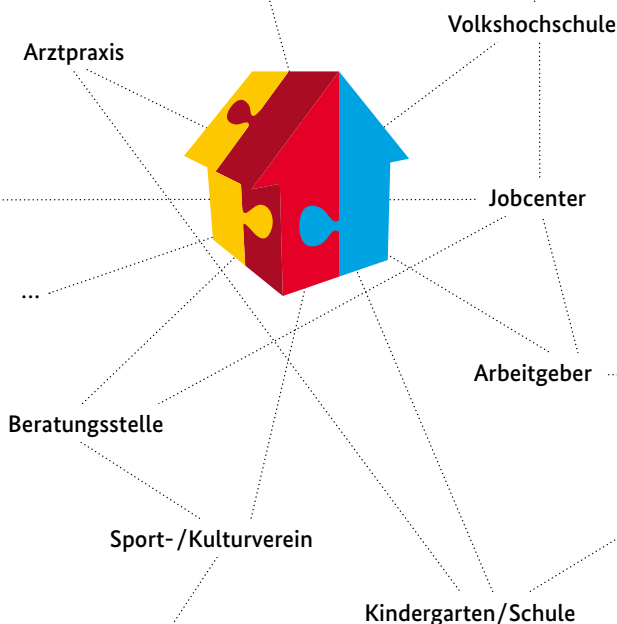 Volkshochschule
Arztpraxis
Jobcenter
...
Arbeitgeber
Beratungsstelle
Sport-/Kulturverein
Kindergarten/Schule